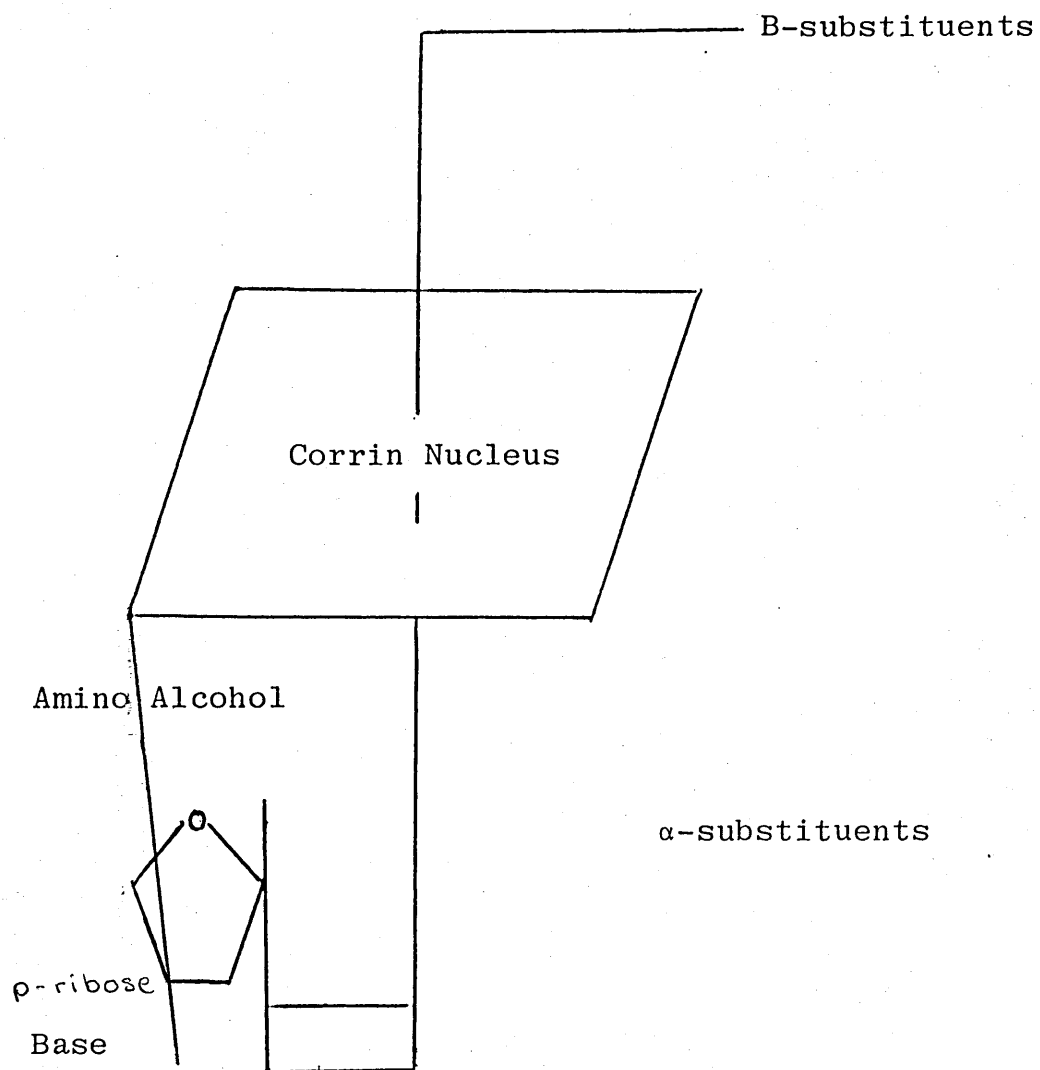 B-substituents
Corrin Nucleus
Amino Alcohol
O
α-substituents
p-ribose
Base